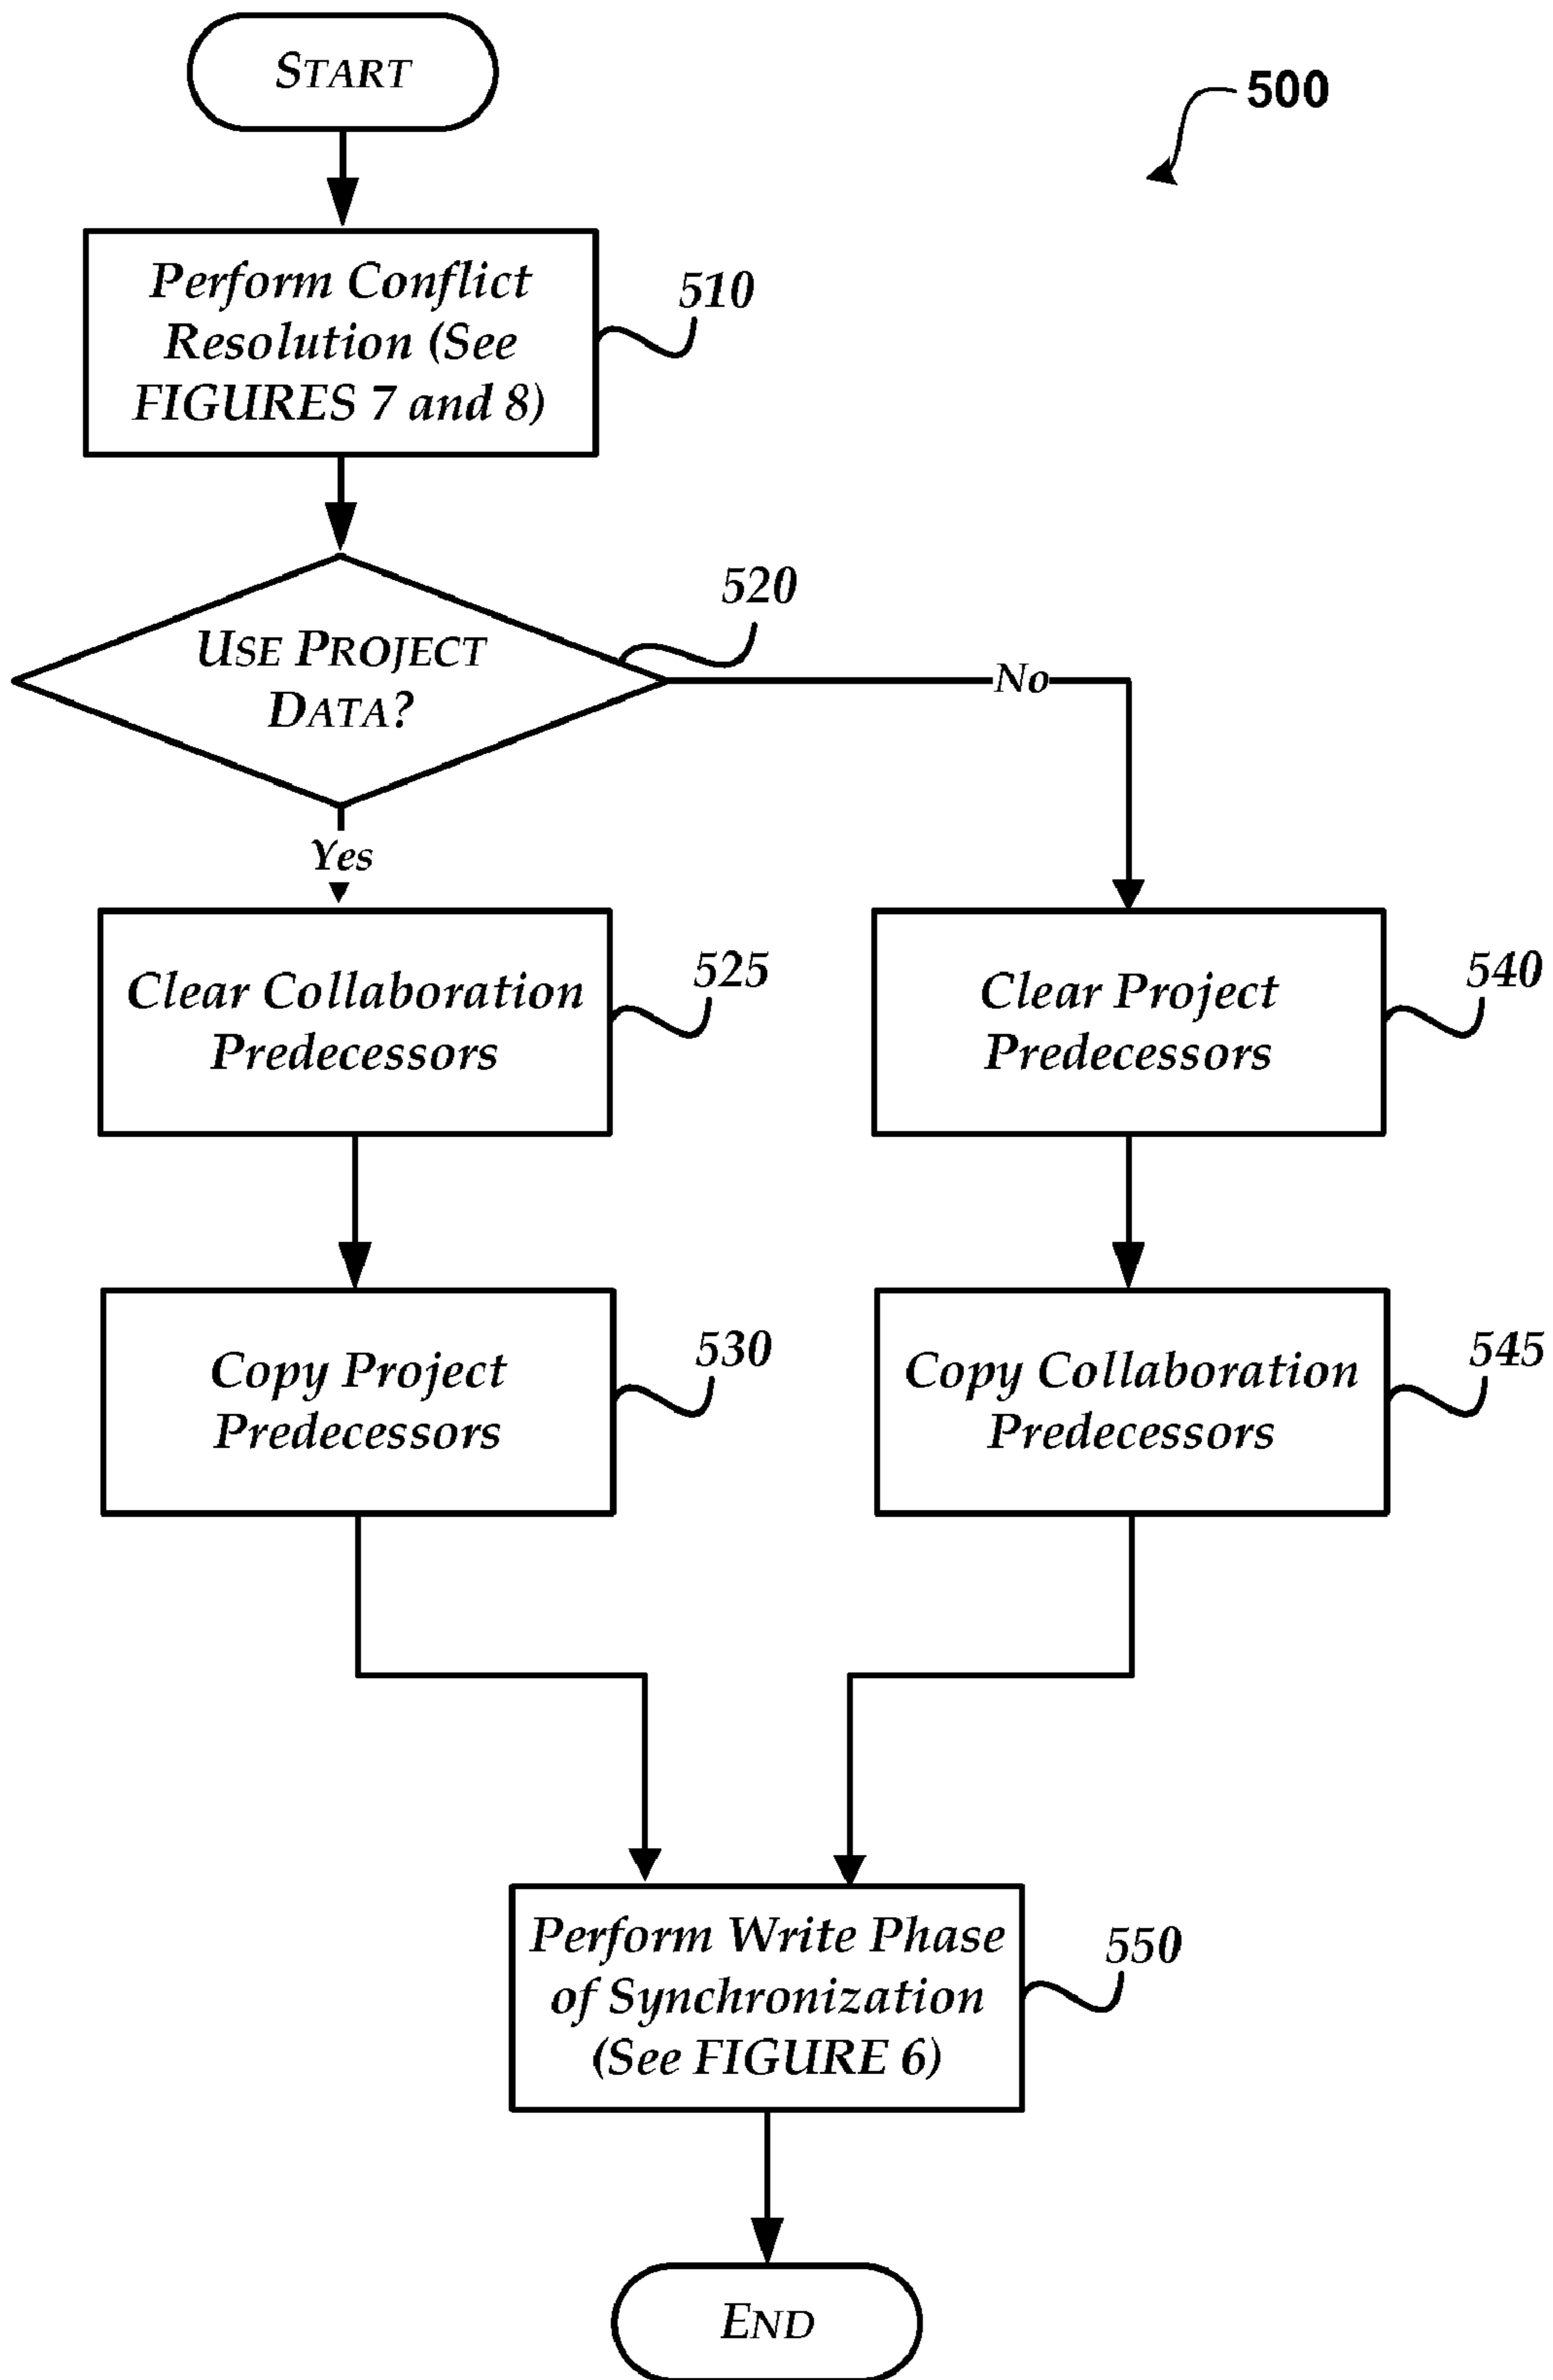 START
500
Perform Conflict
Resolution (See
FIGURES 7 and 8)
510
USE PROJECT
DATA?
520
No
Yes
Clear Collaboration
Predecessors
525
Clear Project
Predecessors
540
Copy Project
Predecessors
530
Copy Collaboration
Predecessors
545
Perform Write Phase
of Synchronization
(See FIGURE 6)
550
END